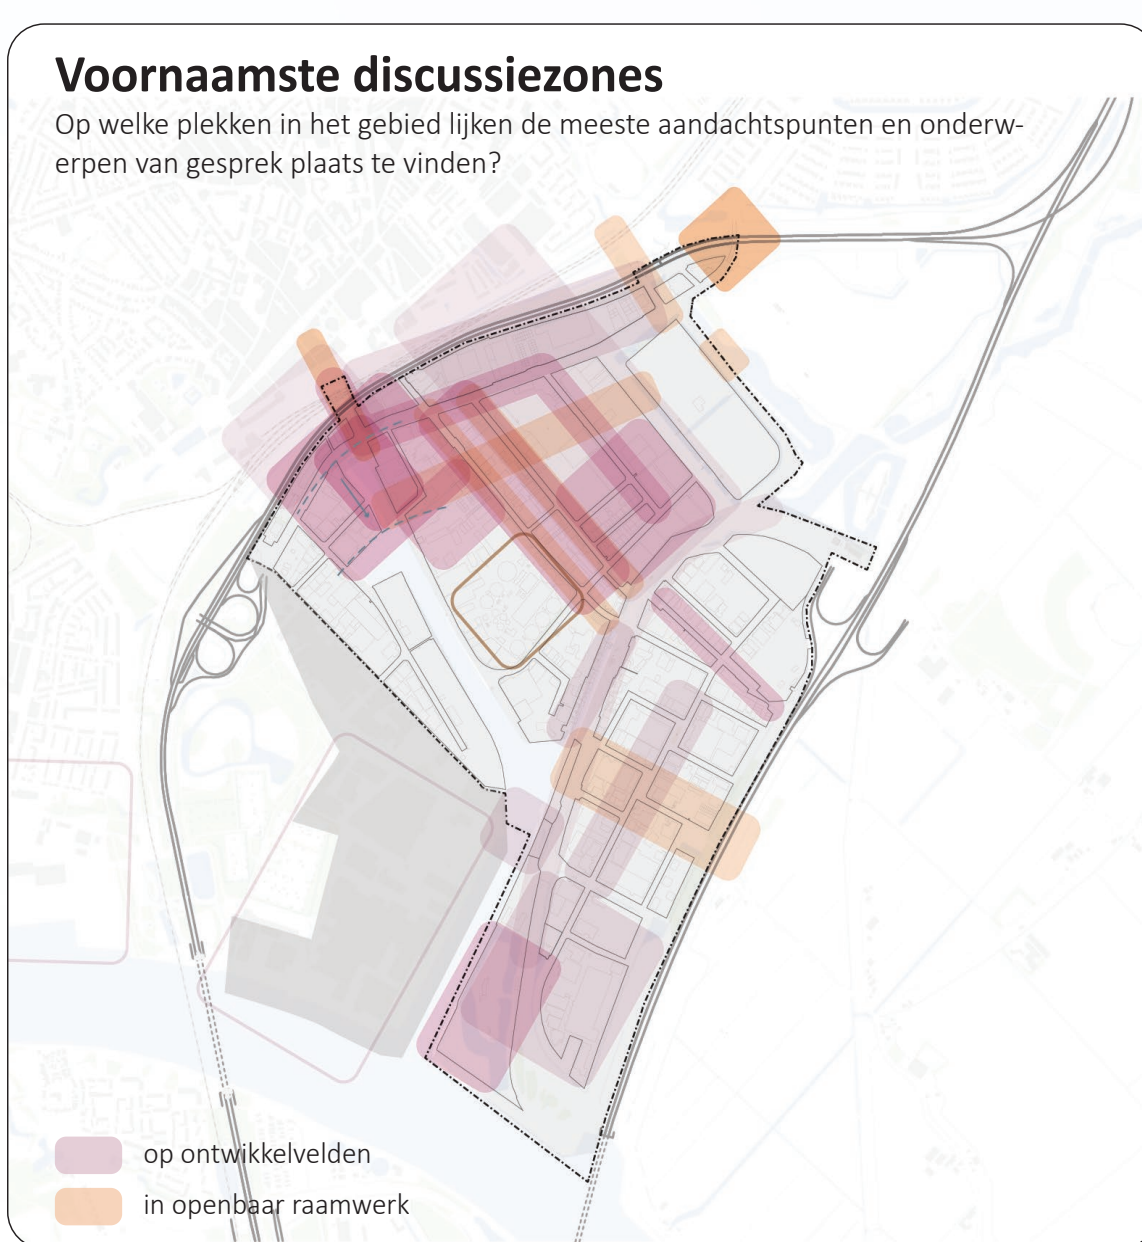 Voornaamste discussiezones
Op welke plekken in het gebied lijken de meeste aandachtspunten en onderw-
erpen van gesprek plaats te vinden?
op ontwikkelvelden
in openbaar raamwerk